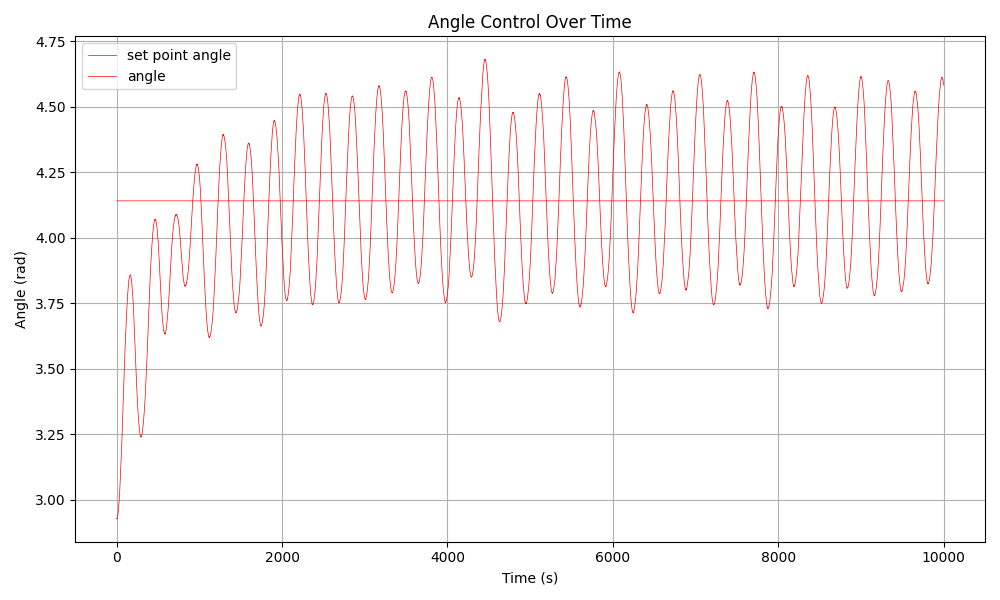 Angle Control Over Time
set point angle
angle
4.75
4.50
4.25
4.00
3.75
3.50
3.25
3.00
Angle (rad)
0 2000 4000 6000 8000 10000
Time (s)